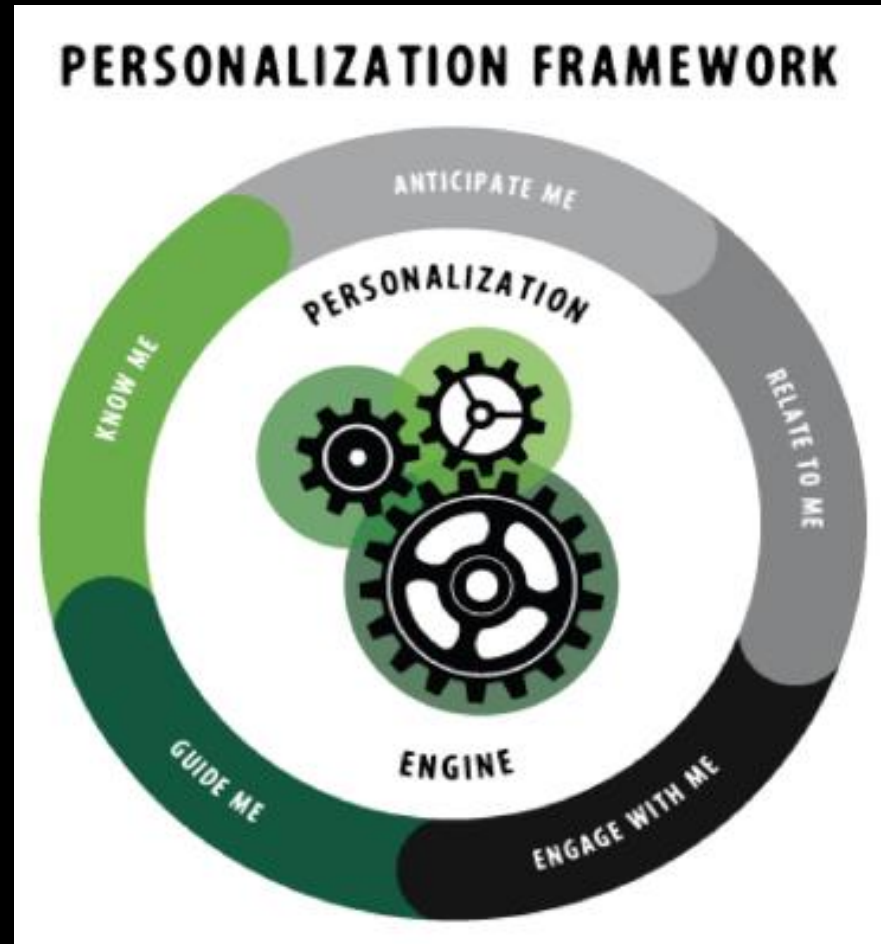 PERSONALIZATION FRAMEWORK
ANTICIPATE ME
PERSONALIZATION
KNOW ME
RELATE TO ME
GUIDE ME
ENGINE
ENGAGE WITH ME